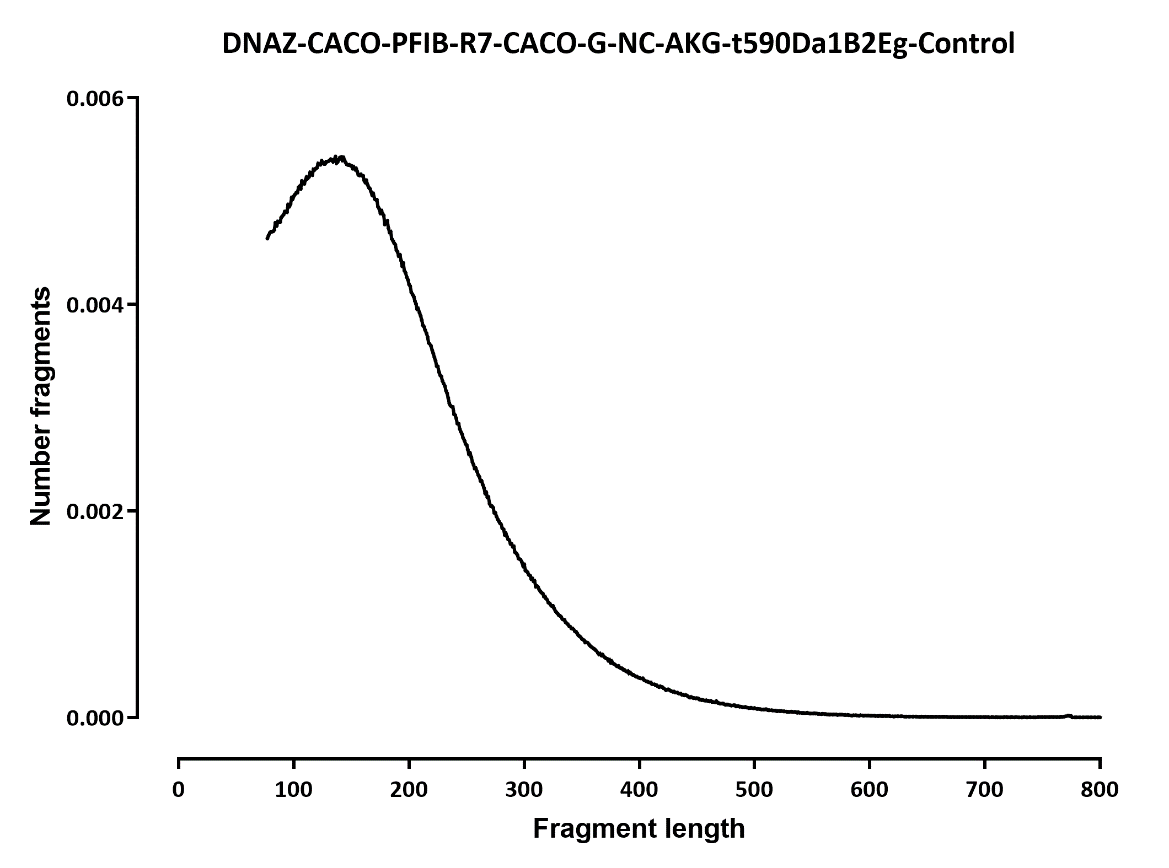 DNAZ-CACO-PFIB-R7-CACO-G-NC-AKG-t590Da1B2Eg-Control
0.006
0.004
0.002
0.000
Number fragments
0 100 200 300 400 500 600 700 800
Fragment length